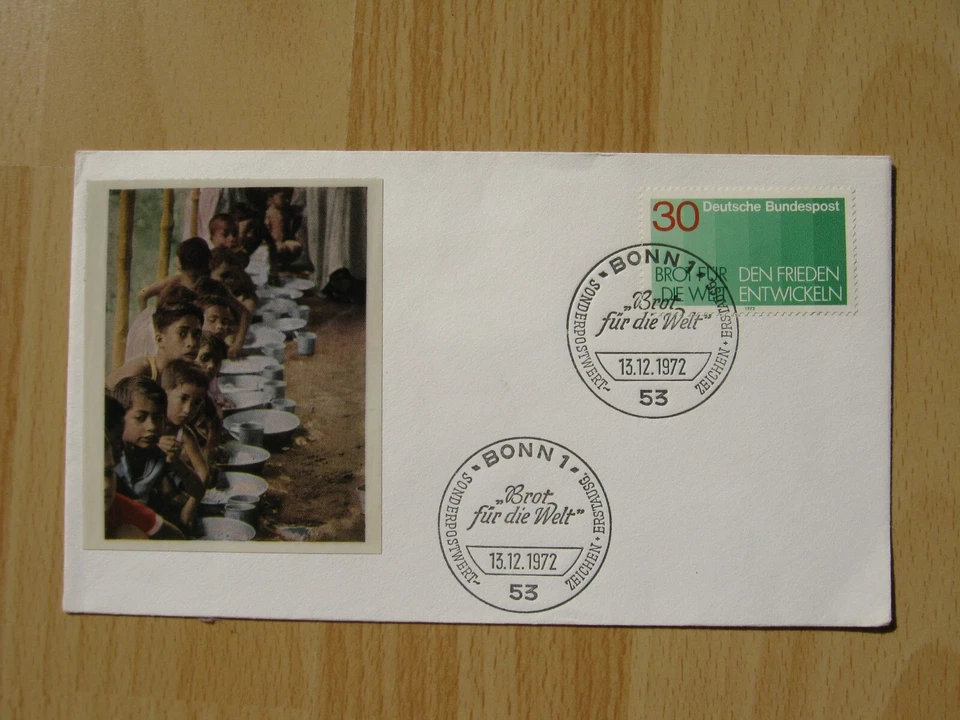 30 Deutsche Bundespost
BROT FÜR DEN FRIEDEN
DIE WELT ENTWICKELN
1972
BONN 1
SONDERPOSTWERT-
ZEICHEN + ERSTAUSG.
„Brot
für die Welt"
13.12.1972
53
BONN 1
SONDERPOSTWERT-
ZEICHEN + ERSTAUSG.
„Brot
für die Welt"
13.12.1972
53